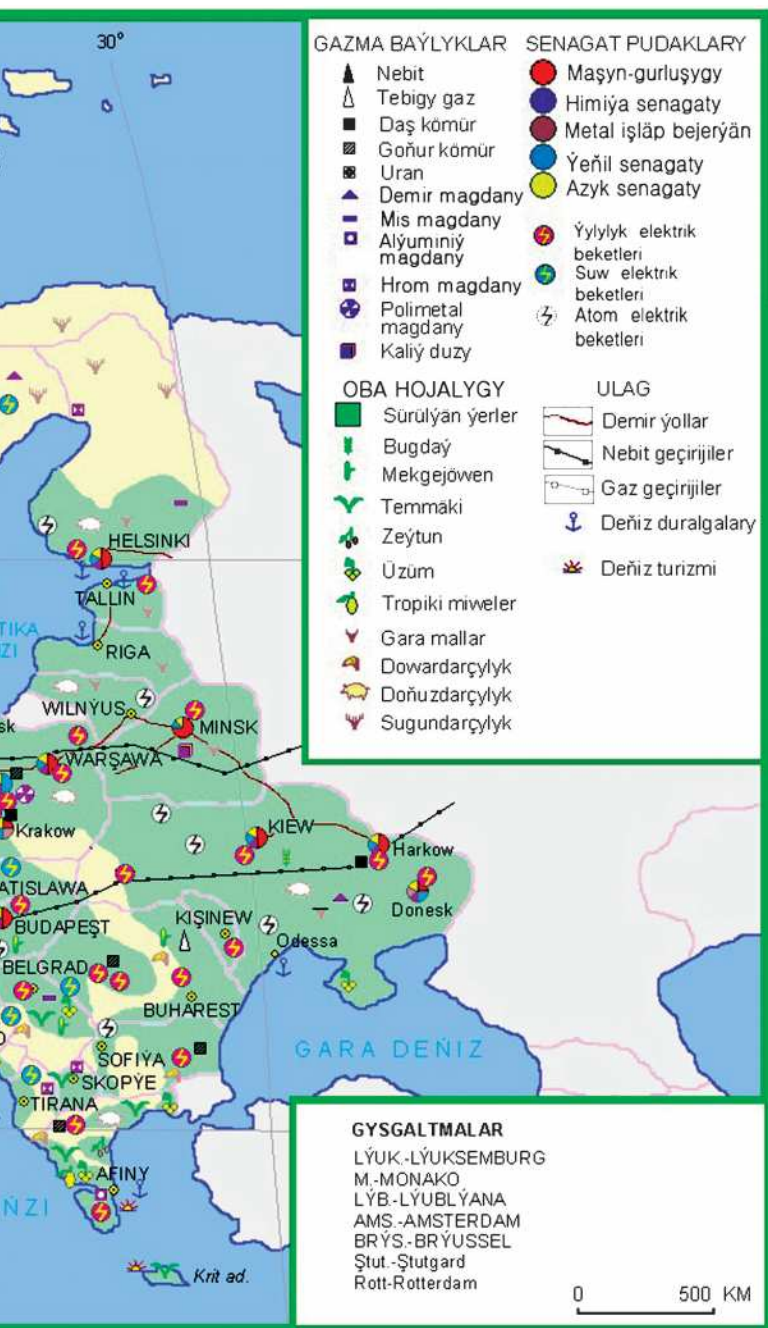 30°
GAZMA BAÝLYKLAR
Nebit
Tebigy gaz
Daş kömür
Goňur kömür
Uran
Demir magdany
Mis magdany
Alýuminiý
magdany
Hrom magdany
Polimetal
magdany
Kaliý duzy
SENAGAT PUDAKLARY
Maşyn-gurluşygy
Himiýa senagaty
Metal işläp bejerýän
Ýeňil senagaty
Azyk senagaty
Ýylylyk elektrik
beketleri
Suw elektrik
beketleri
Atom elektrik
beketleri
OBA HOJALYGY
Sürülýän ýerler
Bugdaý
Mekgejöwen
Temmäki
Zeýtun
Üzüm
Tropiki miweler
Gara mallar
Dowardarçylyk
Doňuzdarçylyk
Sugundarçylyk
ULAG
Demir ýollar
Nebit geçirijiler
Gaz geçirijiler
Deňiz duralgalary
Deňiz turizmi
HELSINKI
TALLIN
TIKA
ZI
RIGA
WILNÝUS
sk
MINSK
WARŞAWA
KIEW
Krakow
Harkow
ATISLAWA
Donesk
BUDAPEŞT
KIŞINEW
Odessa
BELGRAD
BUHAREST
GARA DEŇIZ
SOFIÝA
SKOPÝE
TIRANA
AFINY
ŇZI
Krit ad.
GYSGALTMALAR
LÝUK.-LÝUKSEMBURG
M.-MONAKO
LÝB.-LÝUBLÝANA
AMS.-AMSTERDAM
BRÝS.-BRÝUSSEL
Ştut.-Ştutgard
Rott-Rotterdam
0 500 KM